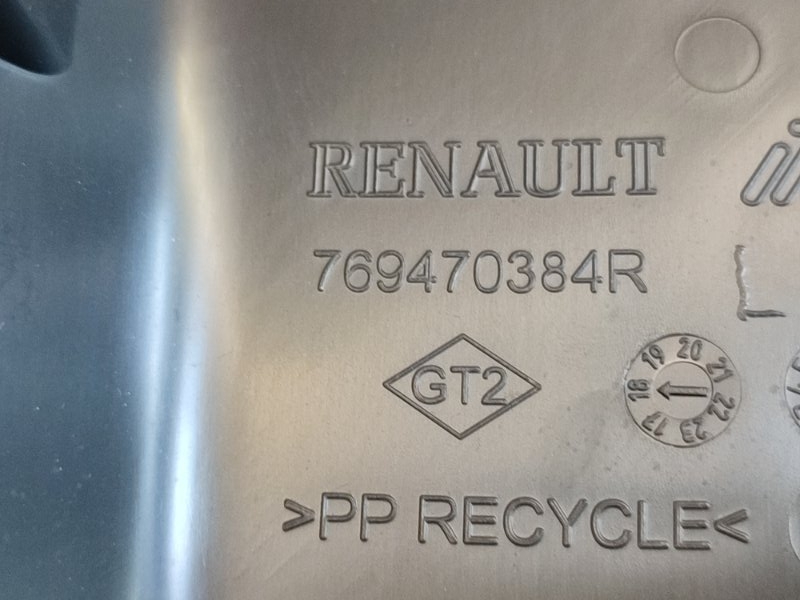 RENAULT
769470384R
GT2
17 18 19 20 21 22 23
>PP RECYCLE<